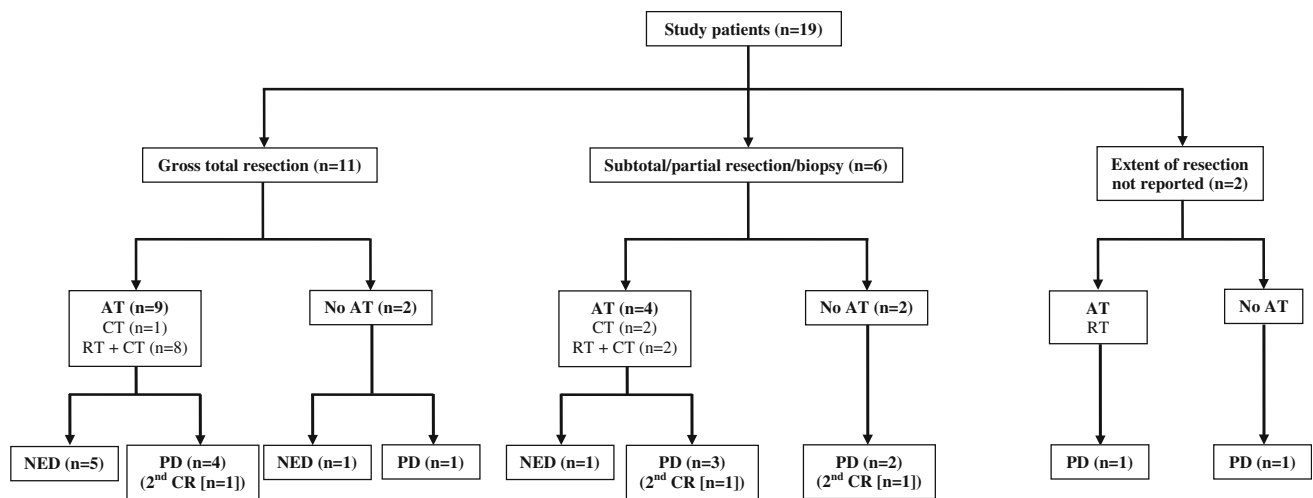 Study patients (n=19)
Gross total resection (n=11)
Subtotal/partial resection/biopsy (n=6)
Extent of resection
not reported (n=2)
AT (n=9)
CT (n=1)
RT + CT (n=8)
No AT (n=2)
AT (n=4)
CT (n=2)
RT + CT (n=2)
No AT (n=2)
AT
RT
No AT
NED (n=5)
PD (n=4)
(2nd CR [n=1])
NED (n=1)
PD (n=1)
NED (n=1)
PD (n=3)
(2nd CR [n=1])
PD (n=2)
(2nd CR [n=1])
PD (n=1)
PD (n=1)